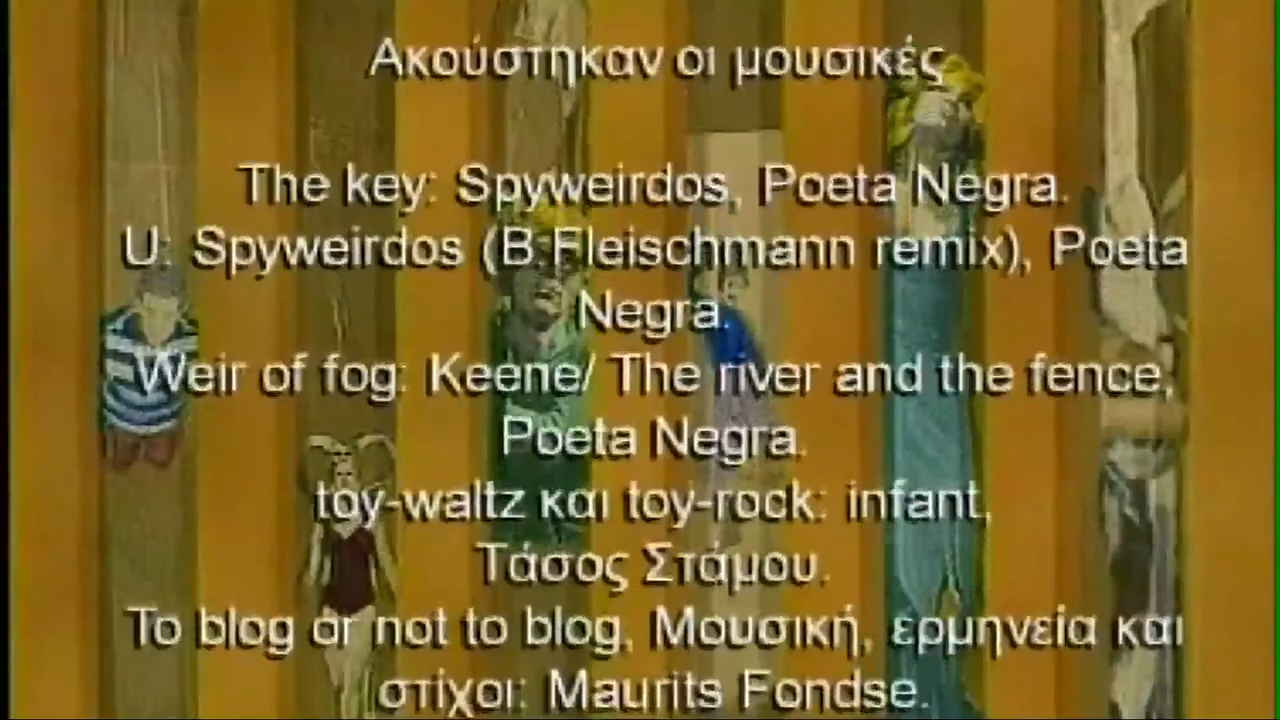 Ακούστηκαν οι μουσικές
The key: Spyweirdos, Poeta Negra.
U: Spyweirdos (B.Fleischmann remix), Poeta
Negra.
Weir of fog: Keene/ The river and the fence,
Poeta Negra.
toy-waltz και toy-rock: infant,
Τάσος Στάμου.
To blog or not to blog, Μουσική, ερμηνεία και
στίχοι: Maurits Fondse.